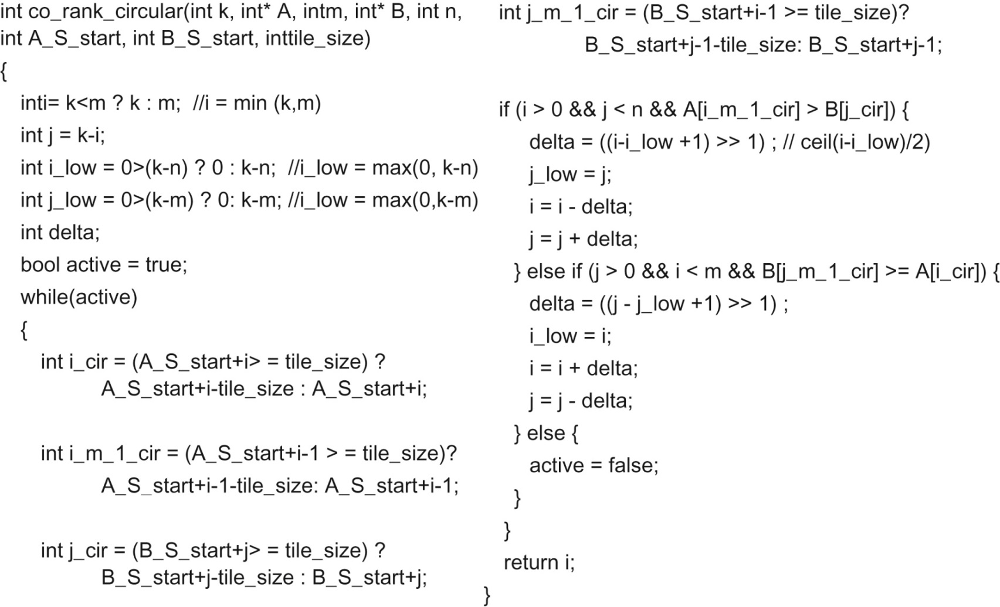 int co_rank_circular(int k, int* A, intm, int* B, int n,
int A_S_start, int B_S_start, inttile_size)
{
inti= k<m ? k : m; //i = min (k,m)
int j = k-i;
int i_low = 0>(k-n) ? 0 : k-n; //i_low = max(0, k-n)
int j_low = 0>(k-m) ? 0: k-m; //i_low = max(0,k-m)
int delta;
bool active = true;
while(active)
{
int i_cir = (A_S_start+i> = tile_size) ?
A_S_start+i-tile_size : A_S_start+i;
int i_m_1_cir = (A_S_start+i-1 > = tile_size)?
A_S_start+i-1-tile_size: A_S_start+i-1;
int j_cir = (B_S_start+j> = tile_size) ?
B_S_start+j-tile_size : B_S_start+j;
int j_m_1_cir = (B_S_start+i-1 >= tile_size)?
B_S_start+j-1-tile_size: B_S_start+j-1;
if (i > 0 && j < n && A[i_m_1_cir] > B[j_cir]) {
delta = ((i-i_low +1) >> 1) ; // ceil(i-i_low)/2)
j_low = j;
i = i - delta;
j = j + delta;
} else if (j > 0 && i < m && B[j_m_1_cir] >= A[i_cir]) {
delta = ((j - j_low +1) >> 1) ;
i_low = i;
i = i + delta;
j = j - delta;
} else {
active = false;
}
}
return i;
}